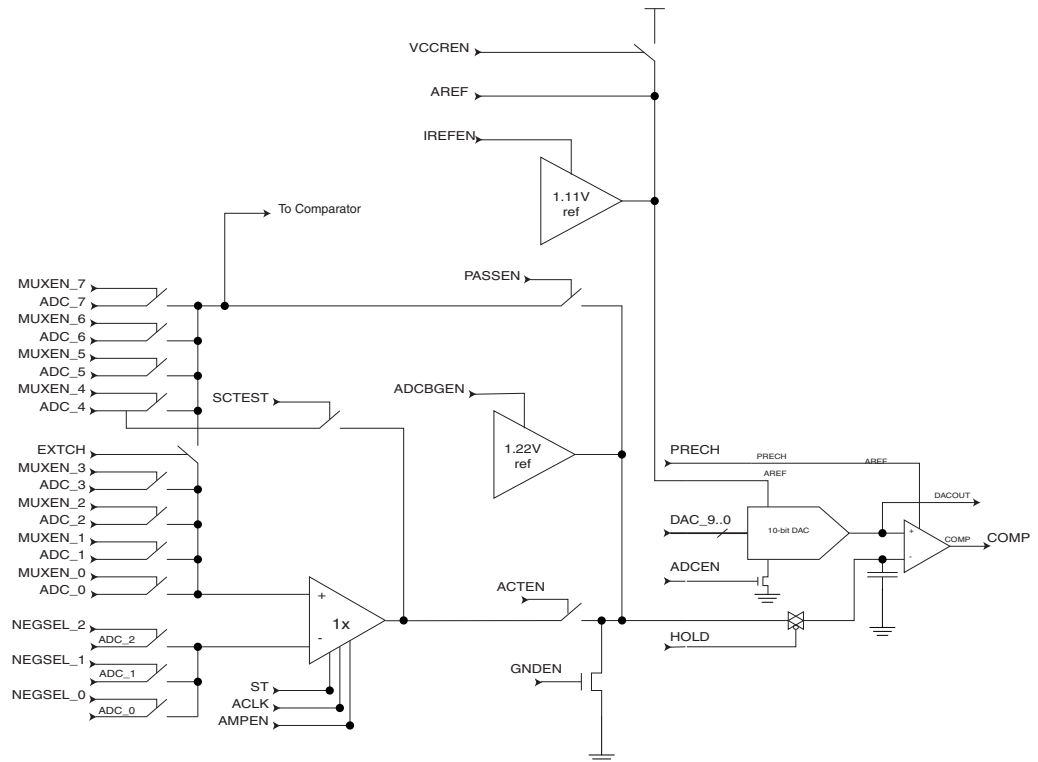 VCCREN
AREF
IREFEN
1.11V
ref
To Comparator
PASSEN
MUXEN_7
ADC_7
MUXEN_6
ADC_6
MUXEN_5
ADC_5
MUXEN_4
ADC_4
SCTEST
ADCBGEN
1.22V
ref
EXTCH
MUXEN_3
ADC_3
MUXEN_2
ADC_2
MUXEN_1
ADC_1
MUXEN_0
ADC_0
PRECH
PRECH
AREF
AREF
DACOUT
DAC_9..0
10-bit DAC
+
-
COMP
COMP
ADCEN
ACTEN
+
1x
-
NEGSEL_2
ADC_2
NEGSEL_1
ADC_1
NEGSEL_0
ADC_0
HOLD
GNDEN
ST
ACLK
AMPEN